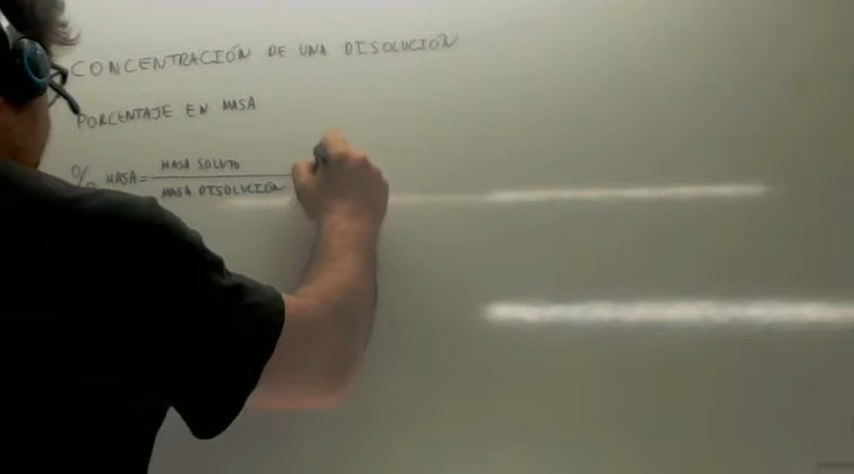 CONCENTRACIÓN DE UNA DISOLUCIÓN
PORCENTAJE EN MASA
% MASA = MASA SOLUTO
MASA DISOLUCIÓN